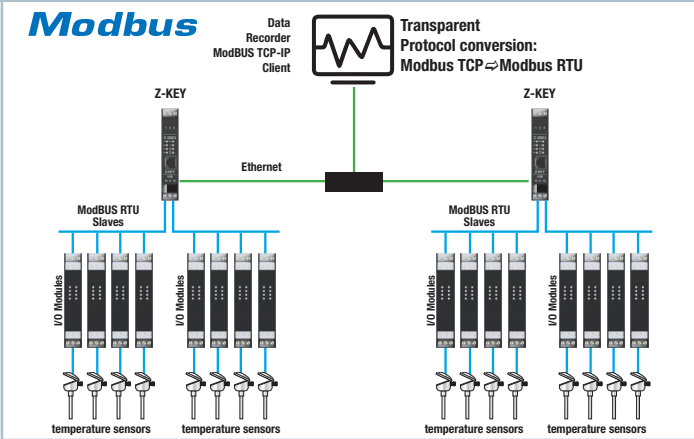 Modbus
Data
Recorder
ModBUS TCP-IP
Client
Transparent
Protocol conversion:
Modbus TCP⇨Modbus RTU
Z-KEY
Z-KEY
Ethernet
ModBUS RTU
Slaves
ModBUS RTU
Slaves
I/O Modules
I/O Modules
I/O Modules
I/O Modules
temperature sensors
temperature sensors
temperature sensors
temperature sensors